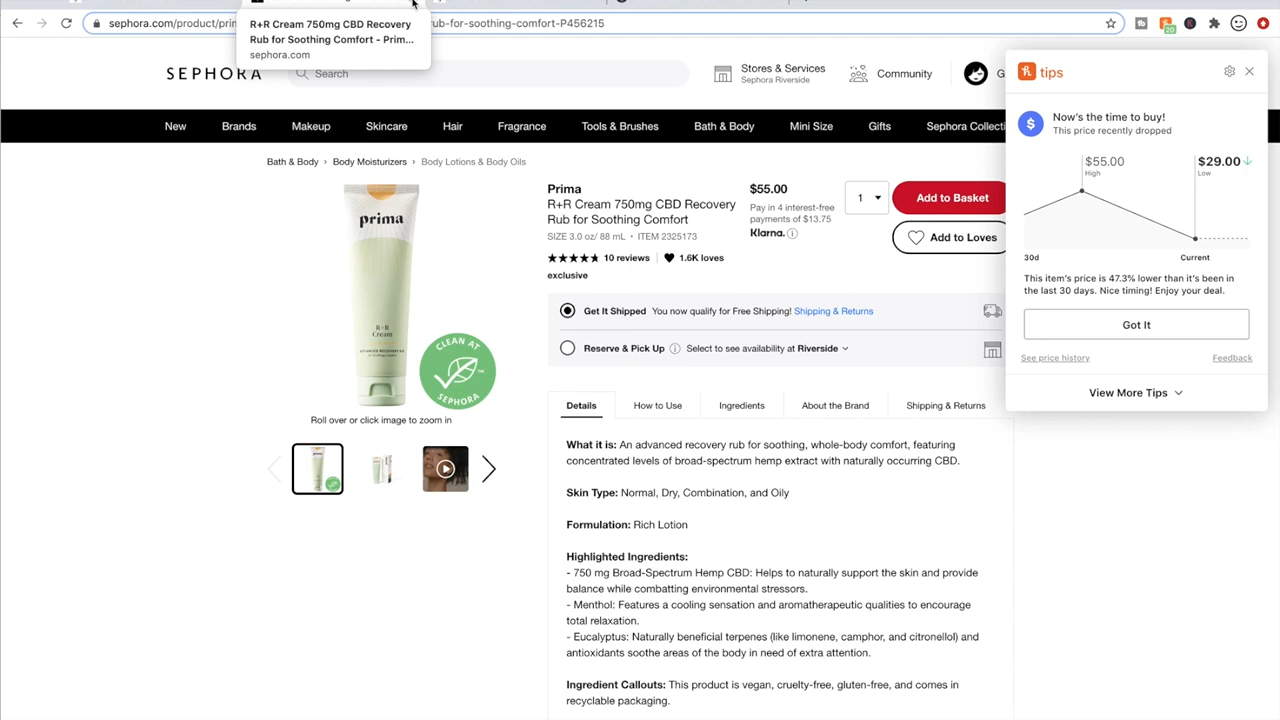 sephora.com/product/prim
rub-for-soothing-comfort-P456215
20
R+R Cream 750mg CBD Recovery
Rub for Soothing Comfort - Prim...
sephora.com
SEPHORA
Search
Stores & Services
Sephora Riverside
Community
G
New
Brands
Makeup
Skincare
Hair
Fragrance
Tools & Brushes
Bath & Body
Mini Size
Gifts
Sephora Collecti
Bath & Body › Body Moisturizers › Body Lotions & Body Oils
prima
R+R
Cream
CLEAN AT
SEPHORA
Roll over or click image to zoom in
Prima
R+R Cream 750mg CBD Recovery
Rub for Soothing Comfort
SIZE 3.0 oz/ 88 mL • ITEM 2325173
10 reviews
1.6K loves
exclusive
$55.00
Pay in 4 interest-free
payments of $13.75
Klarna.
1
Add to Basket
Add to Loves
Get It Shipped You now qualify for Free Shipping! Shipping & Returns
Reserve & Pick Up Select to see availability at Riverside
Details
How to Use
Ingredients
About the Brand
Shipping & Returns
What it is: An advanced recovery rub for soothing, whole-body comfort, featuring
concentrated levels of broad-spectrum hemp extract with naturally occurring CBD.
Skin Type: Normal, Dry, Combination, and Oily
Formulation: Rich Lotion
Highlighted Ingredients:
- 750 mg Broad-Spectrum Hemp CBD: Helps to naturally support the skin and provide
balance while combatting environmental stressors.
- Menthol: Features a cooling sensation and aromatherapeutic qualities to encourage
total relaxation.
- Eucalyptus: Naturally beneficial terpenes (like limonene, camphor, and citronellol) and
antioxidants soothe areas of the body in need of extra attention.
Ingredient Callouts: This product is vegan, cruelty-free, gluten-free, and comes in
recyclable packaging.
h tips
Now's the time to buy!
This price recently dropped
$55.00
High
$29.00
Low
30d
Current
This item's price is 47.3% lower than it's been in
the last 30 days. Nice timing! Enjoy your deal.
Got It
See price history
Feedback
View More Tips